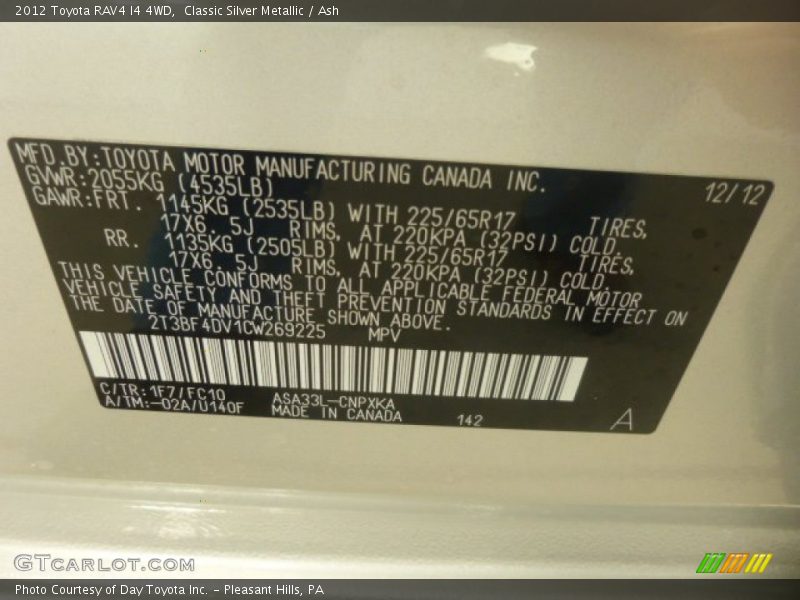 2012 Toyota RAV4 I4 4WD,  Classic Silver Metallic / Ash
MFD.BY:TOYOTA MOTOR MANUFACTURING CANADA INC.
12/12
GVWR:2055KG (4535LB)
GAWR:FRT. 1145KG (2535LB) WITH 225/65R17 TIRES,
17X6.5J RIMS, AT 220KPA (32PSI) COLD.
RR. 1135KG (2505LB) WITH 225/65R17 TIRES,
17X6.5J RIMS, AT 220KPA (32PSI) COLD.
THIS VEHICLE CONFORMS TO ALL APPLICABLE FEDERAL MOTOR
VEHICLE SAFETY AND THEFT PREVENTION STANDARDS IN EFFECT ON
THE DATE OF MANUFACTURE SHOWN ABOVE.
2T3BF4DV1CW269225 MPV
C/TR:1F7/FC10 ASA33L-CNPXKA
A/TM:-02A/U140F MADE IN CANADA 142 A
GTCARLOT.COM
Photo Courtesy of Day Toyota Inc. - Pleasant Hills, PA